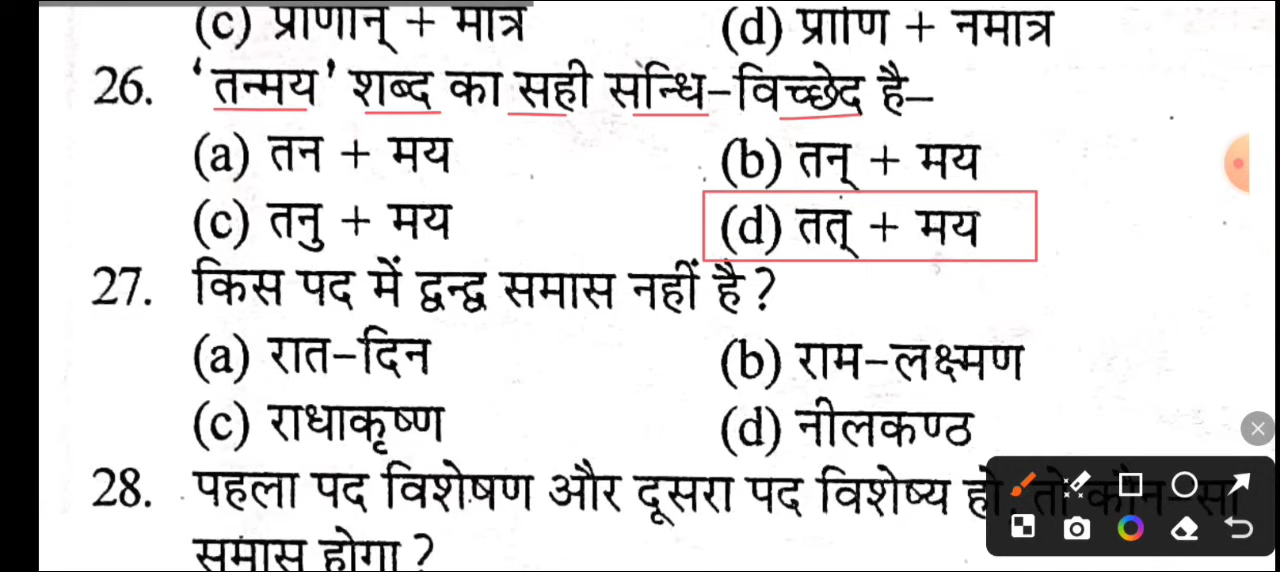 (c) प्राणान् + मात्र (d) प्राणि + नमात्र
26. ‘तन्मय’ शब्द का सही सन्धि-विच्छेद है–
(a) तन + मय (b) तन् + मय
(c) तनु + मय (d) तत् + मय
27. किस पद में द्वन्द्व समास नहीं है?
(a) रात-दिन (b) राम-लक्ष्मण
(c) राधाकृष्ण (d) नीलकण्ठ
28. पहला पद विशेषण और दूसरा पद विशेष्य हो, तो कौन-सा
समास होगा?